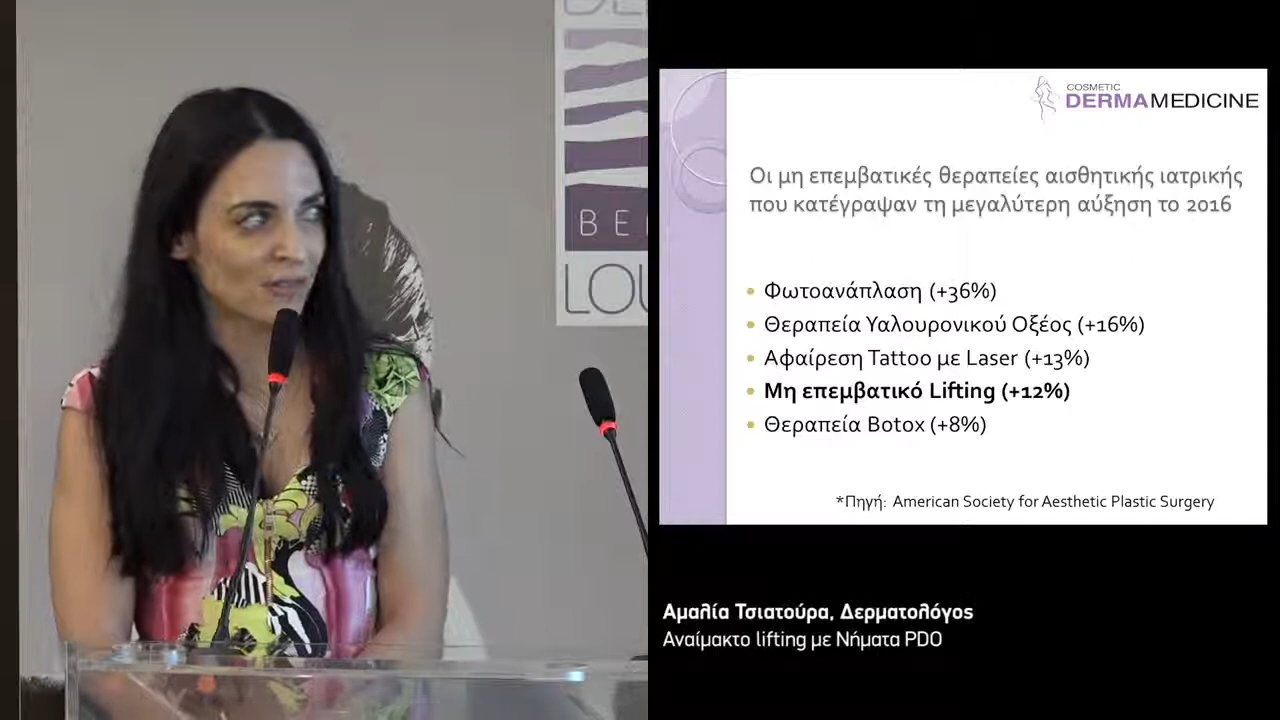 BE
LOU
COSMETIC
DERMAMEDICINE
Οι μη επεμβατικές θεραπείες αισθητικής ιατρικής
που κατέγραψαν τη μεγαλύτερη αύξηση το 2016
• Φωτοανάπλαση (+36%)
• Θεραπεία Υαλουρονικού Οξέος (+16%)
• Αφαίρεση Tattoo με Laser (+13%)
• Μη επεμβατικό Lifting (+12%)
• Θεραπεία Botox (+8%)
*Πηγή: American Society for Aesthetic Plastic Surgery
Αμαλία Τσιατούρα, Δερματολόγος
Αναίμακτο lifting με Νήματα PDO